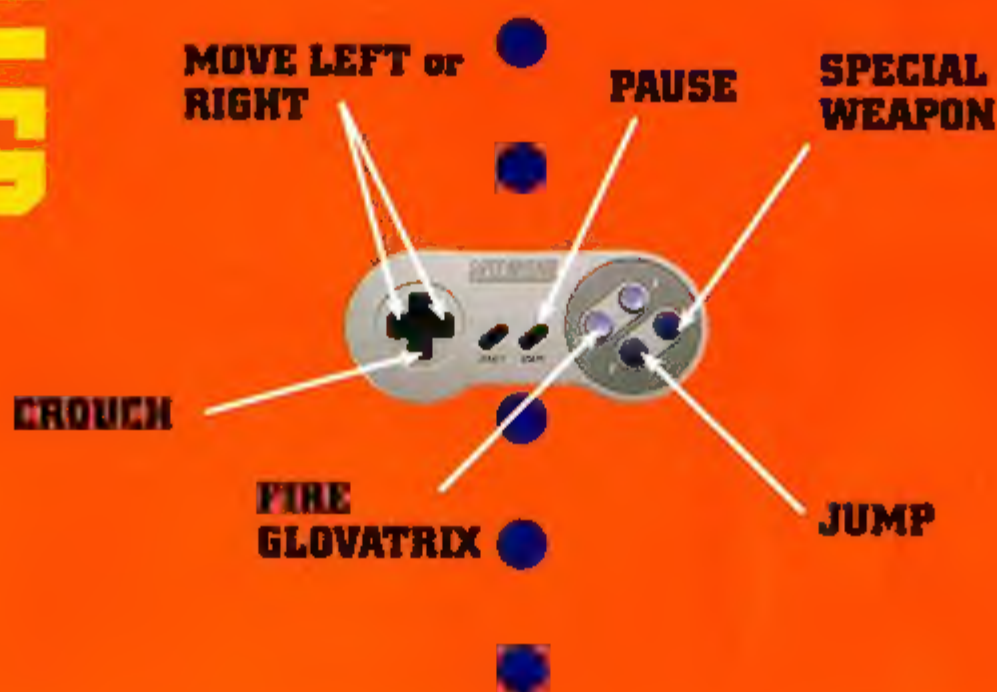 MOVE LEFT or
RIGHT
PAUSE
SPECIAL
WEAPON
CROUCH
FIRE
GLOVATRIX
JUMP